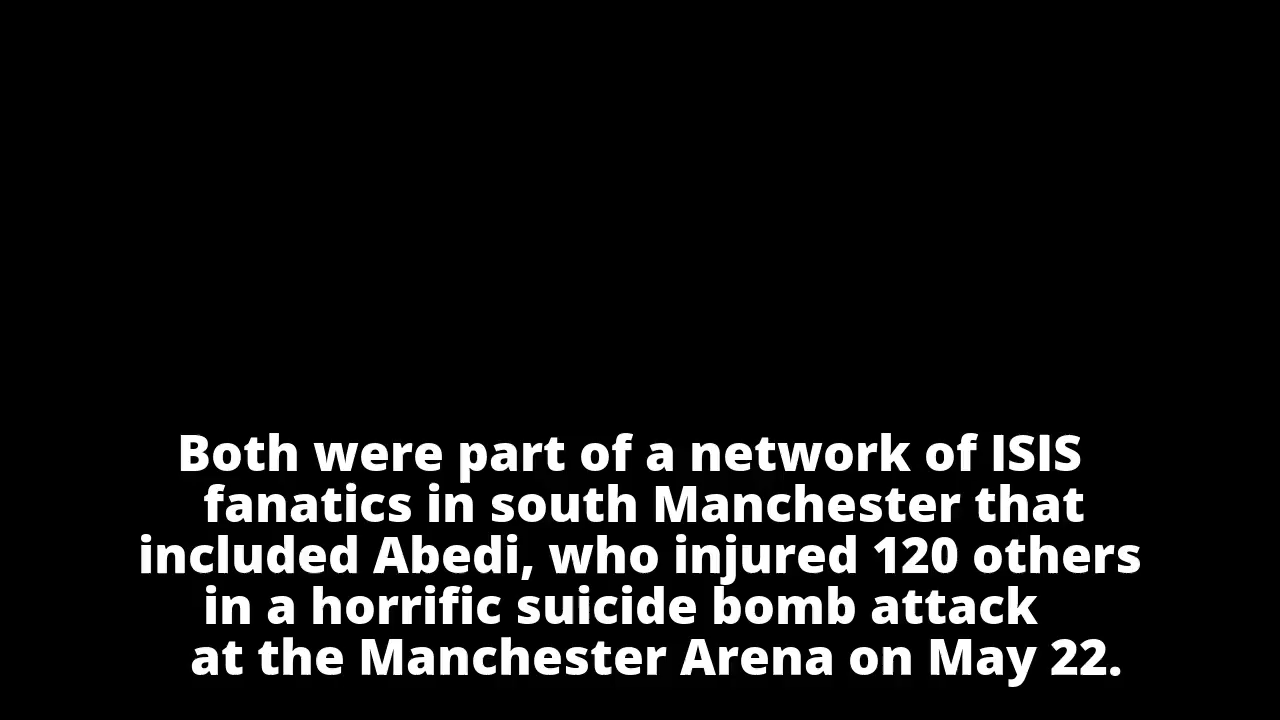 Both were part of a network of ISIS
fanatics in south Manchester that
included Abedi, who injured 120 others
in a horrific suicide bomb attack
at the Manchester Arena on May 22.